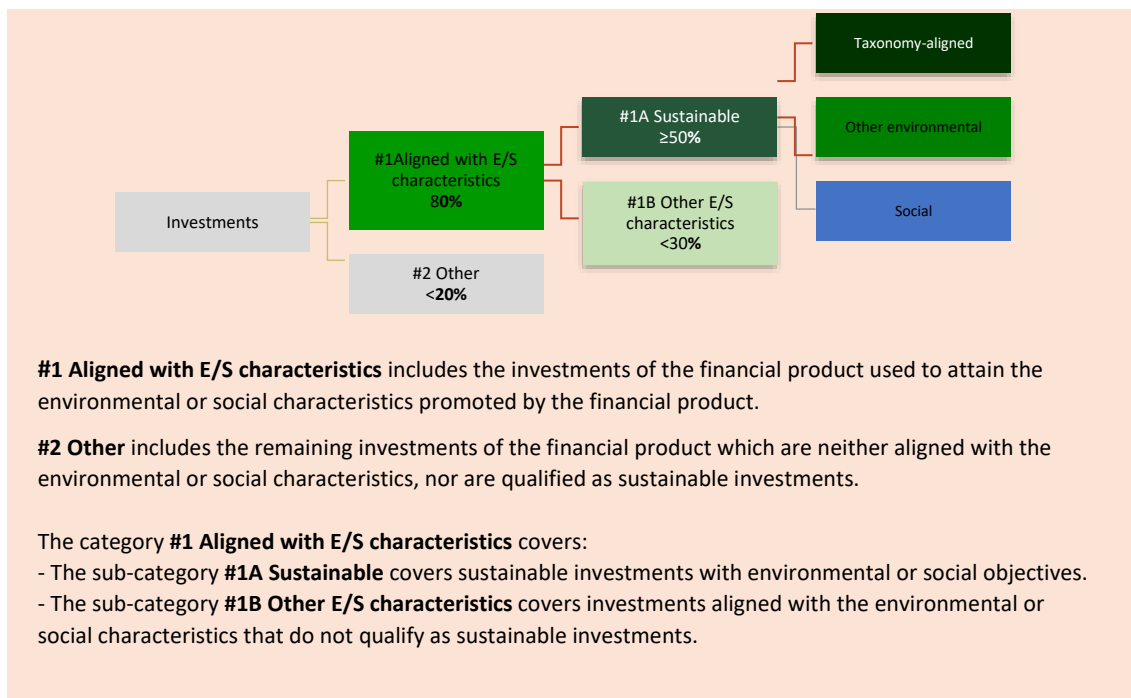 Taxonomy-aligned
#1A Sustainable
≥50%
Other environmental
#1Aligned with E/S
characteristics
80%
#1B Other E/S
characteristics
<30%
Social
Investments
#2 Other
<20%
#1 Aligned with E/S characteristics includes the investments of the financial product used to attain the
environmental or social characteristics promoted by the financial product.
#2 Other includes the remaining investments of the financial product which are neither aligned with the
environmental or social characteristics, nor are qualified as sustainable investments.
The category #1 Aligned with E/S characteristics covers:
- The sub-category #1A Sustainable covers sustainable investments with environmental or social objectives.
- The sub-category #1B Other E/S characteristics covers investments aligned with the environmental or
social characteristics that do not qualify as sustainable investments.